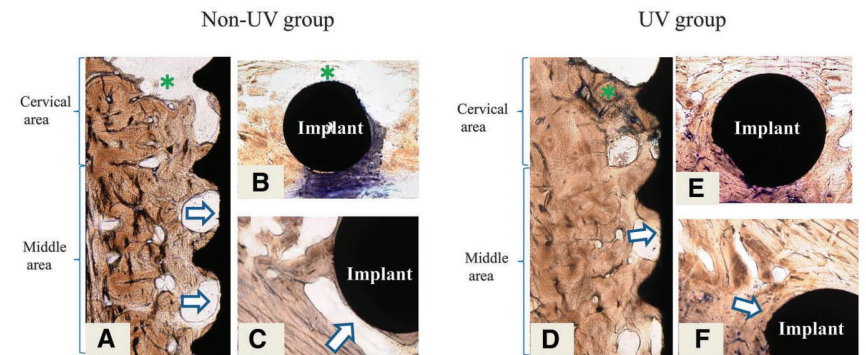 Non-UV group
UV group
Cervical
area
Middle
area
A
*
Implant
B
*
Implant
C
Cervical
area
Middle
area
D
*
Implant
E
Implant
F